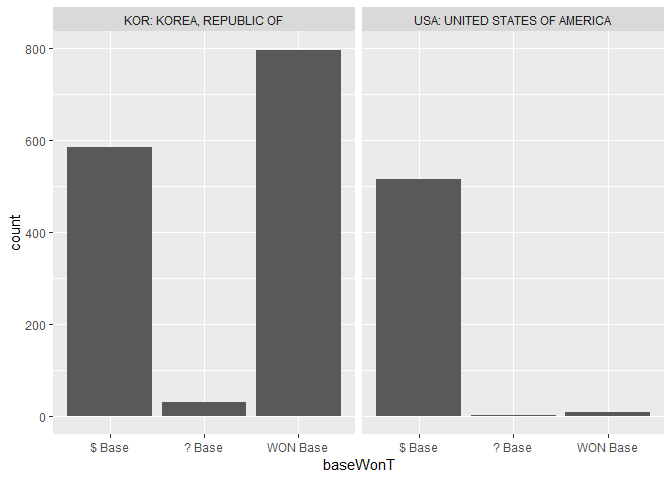 KOR: KOREA, REPUBLIC OF
USA: UNITED STATES OF AMERICA
800
600
400
200
0
count
$ Base
? Base
WON Base
$ Base
? Base
WON Base
baseWonT